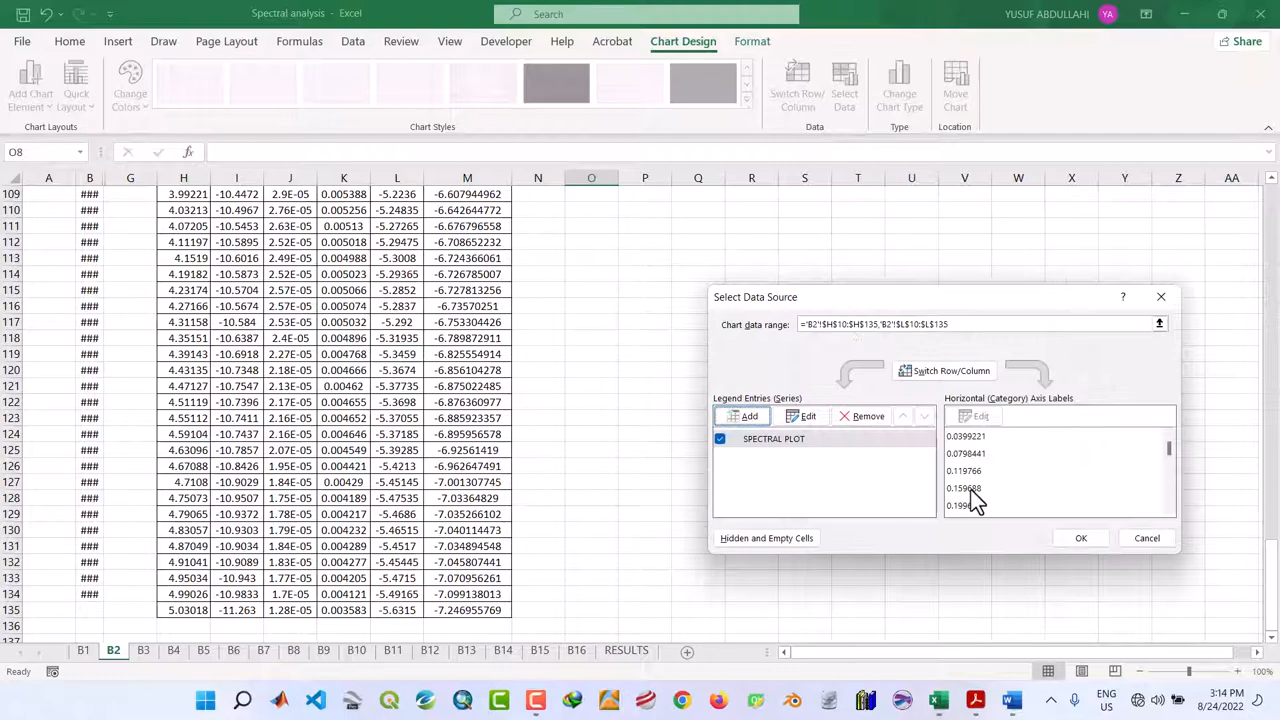 Spectral analysis - Excel
Search
YUSUF ABDULLAHI YA
File Home Insert Draw Page Layout Formulas Data Review View Developer Help Acrobat Chart Design Format Share
Add Chart Element Quick Layout Change Colors Switch Row/Column Select Data Change Chart Type Move Chart
Chart Layouts Chart Styles Data Type Location
O8 fx
A B G H I J K L M N O P Q R S T U V W X Y Z AA
109 ### 3.99221 -10.4472 2.9E-05 0.005388 -5.2236 -6.607944962
110 ### 4.03213 -10.4967 2.76E-05 0.005256 -5.24835 -6.642644772
111 ### 4.07205 -10.5453 2.63E-05 0.00513 -5.27265 -6.676796558
112 ### 4.11197 -10.5895 2.52E-05 0.005018 -5.29475 -6.708652232
113 ### 4.1519 -10.6016 2.49E-05 0.004988 -5.3008 -6.724366061
114 ### 4.19182 -10.5873 2.52E-05 0.005023 -5.29365 -6.726785007
115 ### 4.23174 -10.5704 2.57E-05 0.005066 -5.2852 -6.727813256
116 ### 4.27166 -10.5674 2.57E-05 0.005074 -5.2837 -6.73570251
117 ### 4.31158 -10.584 2.53E-05 0.005032 -5.292 -6.753304426
118 ### 4.35151 -10.6387 2.4E-05 0.004896 -5.31935 -6.789872911
119 ### 4.39143 -10.6918 2.27E-05 0.004768 -5.3459 -6.825554914
120 ### 4.43135 -10.7348 2.18E-05 0.004666 -5.3674 -6.856104278
121 ### 4.47127 -10.7547 2.13E-05 0.00462 -5.37735 -6.875022485
122 ### 4.5112 -10.7396 2.17E-05 0.004655 -5.3698 -6.876360977
123 ### 4.55112 -10.7411 2.16E-05 0.004652 -5.37055 -6.885923357
124 ### 4.59104 -10.7437 2.16E-05 0.004645 -5.37185 -6.895956578
125 ### 4.63096 -10.7857 2.07E-05 0.004549 -5.39285 -6.92561419
126 ### 4.67088 -10.8426 1.95E-05 0.004421 -5.4213 -6.962647491
127 ### 4.7108 -10.9029 1.84E-05 0.00429 -5.45145 -7.001307745
128 ### 4.75073 -10.9507 1.75E-05 0.004189 -5.47535 -7.03364829
129 ### 4.79065 -10.9372 1.78E-05 0.004217 -5.4686 -7.035266102
130 ### 4.83057 -10.9303 1.79E-05 0.004232 -5.46515 -7.040114473
131 ### 4.87049 -10.9034 1.84E-05 0.004289 -5.4517 -7.034894548
132 ### 4.91041 -10.9089 1.83E-05 0.004277 -5.45445 -7.045807441
133 ### 4.95034 -10.943 1.77E-05 0.004205 -5.4715 -7.070956261
134 ### 4.99026 -10.9833 1.7E-05 0.004121 -5.49165 -7.099138013
135 5.03018 -11.263 1.28E-05 0.003583 -5.6315 -7.246955769
136
137
Select Data Source ?
Chart data range: ='B2'!$H$10:$H$135,'B2'!$L$10:$L$135
Switch Row/Column
Legend Entries (Series) Horizontal (Category) Axis Labels
Add Edit Remove Edit
SPECTRAL PLOT
0.0399221
0.0798441
0.119766
0.159688
Hidden and Empty Cells OK Cancel
B1 B2 B3 B4 B5 B6 B7 B8 B9 B10 B11 B12 B13 B14 B15 B16 RESULTS
Ready 100%
ENG US 3:14 PM 8/24/2022